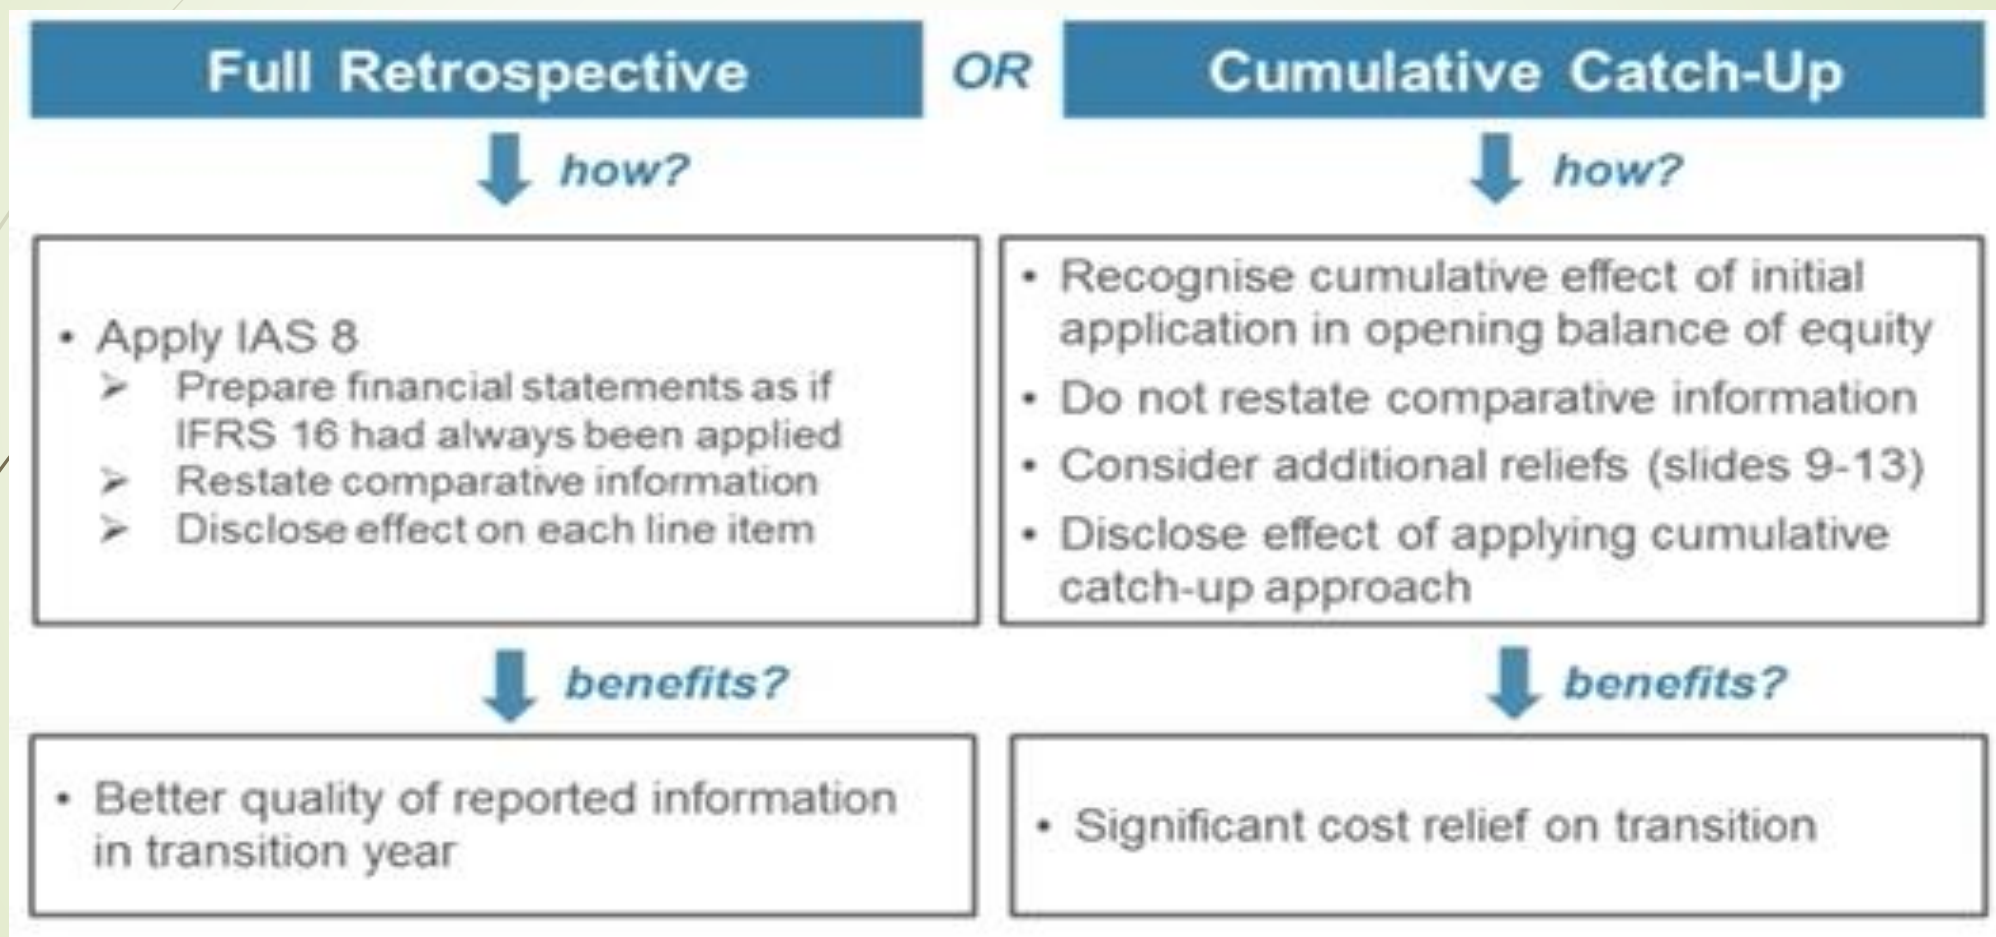 Full Retrospective
OR
Cumulative Catch-Up
how?
how?
• Apply IAS 8
➢ Prepare financial statements as if
IFRS 16 had always been applied
➢ Restate comparative information
➢ Disclose effect on each line item
• Recognise cumulative effect of initial
application in opening balance of equity
• Do not restate comparative information
• Consider additional reliefs (slides 9-13)
• Disclose effect of applying cumulative
catch-up approach
benefits?
benefits?
• Better quality of reported information
in transition year
• Significant cost relief on transition